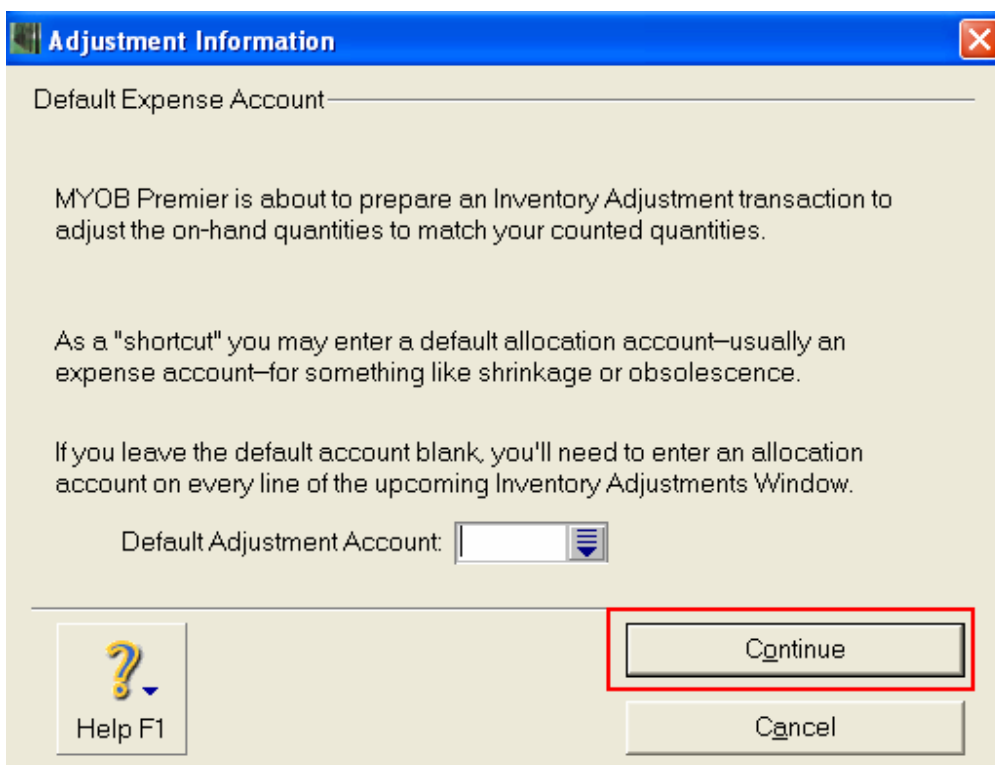 Adjustment Information
Default Expense Account
MYOB Premier is about to prepare an Inventory Adjustment transaction to
adjust the on-hand quantities to match your counted quantities.
As a "shortcut" you may enter a default allocation account—usually an
expense account—for something like shrinkage or obsolescence.
If you leave the default account blank, you'll need to enter an allocation
account on every line of the upcoming Inventory Adjustments Window.
Default Adjustment Account:
Continue
Help F1
Cancel